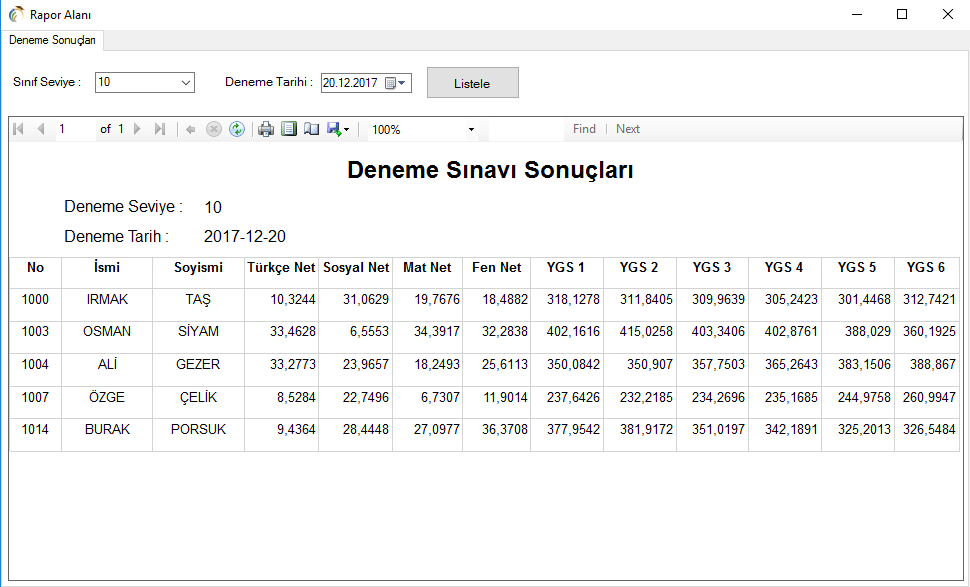 Rapor Alanı
Deneme Sonuçları
Sınıf Seviye : 10 Deneme Tarihi : 20.12.2017 Listele
1 of 1 100% Find Next
Deneme Sınavı Sonuçları
Deneme Seviye : 10
Deneme Tarih : 2017-12-20
No İsmi Soyismi Türkçe Net Sosyal Net Mat Net Fen Net YGS 1 YGS 2 YGS 3 YGS 4 YGS 5 YGS 6
1000 IRMAK TAŞ 10,3244 31,0629 19,7676 18,4882 318,1278 311,8405 309,9639 305,2423 301,4468 312,7421
1003 OSMAN SİYAM 33,4628 6,5553 34,3917 32,2838 402,1616 415,0258 403,3406 402,8761 388,029 360,1925
1004 ALİ GEZER 33,2773 23,9657 18,2493 25,6113 350,0842 350,907 357,7503 365,2643 383,1506 388,867
1007 ÖZGE ÇELİK 8,5284 22,7496 6,7307 11,9014 237,6426 232,2185 234,2696 235,1685 244,9758 260,9947
1014 BURAK PORSUK 9,4364 28,4448 27,0977 36,3708 377,9542 381,9172 351,0197 342,1891 325,2013 326,5484